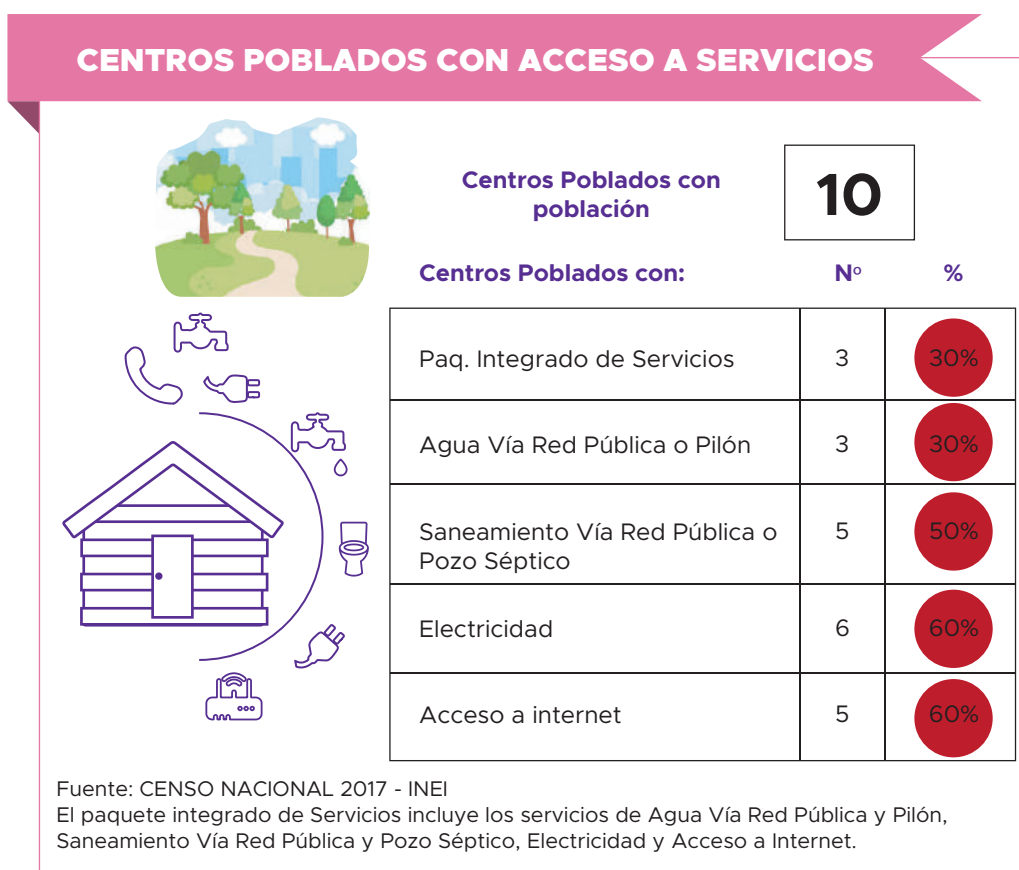 CENTROS POBLADOS CON ACCESO A SERVICIOS
Centros Poblados con
población
10
Centros Poblados con: Nº %
Paq. Integrado de Servicios 3 30%
Agua Vía Red Pública o Pilón 3 30%
Saneamiento Vía Red Pública o
Pozo Séptico
5 50%
Electricidad 6 60%
Acceso a internet 5 60%
Fuente: CENSO NACIONAL 2017 - INEI
El paquete integrado de Servicios incluye los servicios de Agua Vía Red Pública y Pilón,
Saneamiento Vía Red Pública y Pozo Séptico, Electricidad y Acceso a Internet.